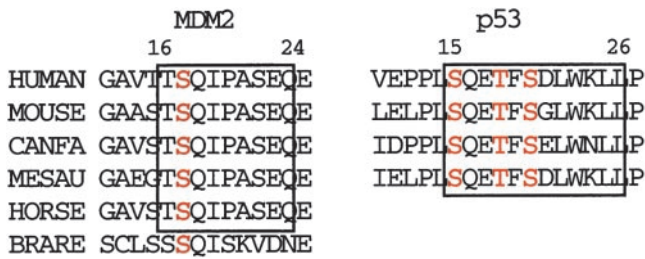 MDM2 p53
16 24 15 26
HUMAN GAVTTSQIPASEQE VEPPLSQETFSDLWKLLP
MOUSE GAASTSQIPASEQE LELPLSQETFSGLWKLLP
CANFA GAVSTSQIPASEQE IDPPLSQETFSELWNLLP
MESAU GAEGTSQIPASEQE IELPLSQETFSDLWKLLP
HORSE GAVSTSQIPASEQE
BRARE SCLSSSQISKVDNE